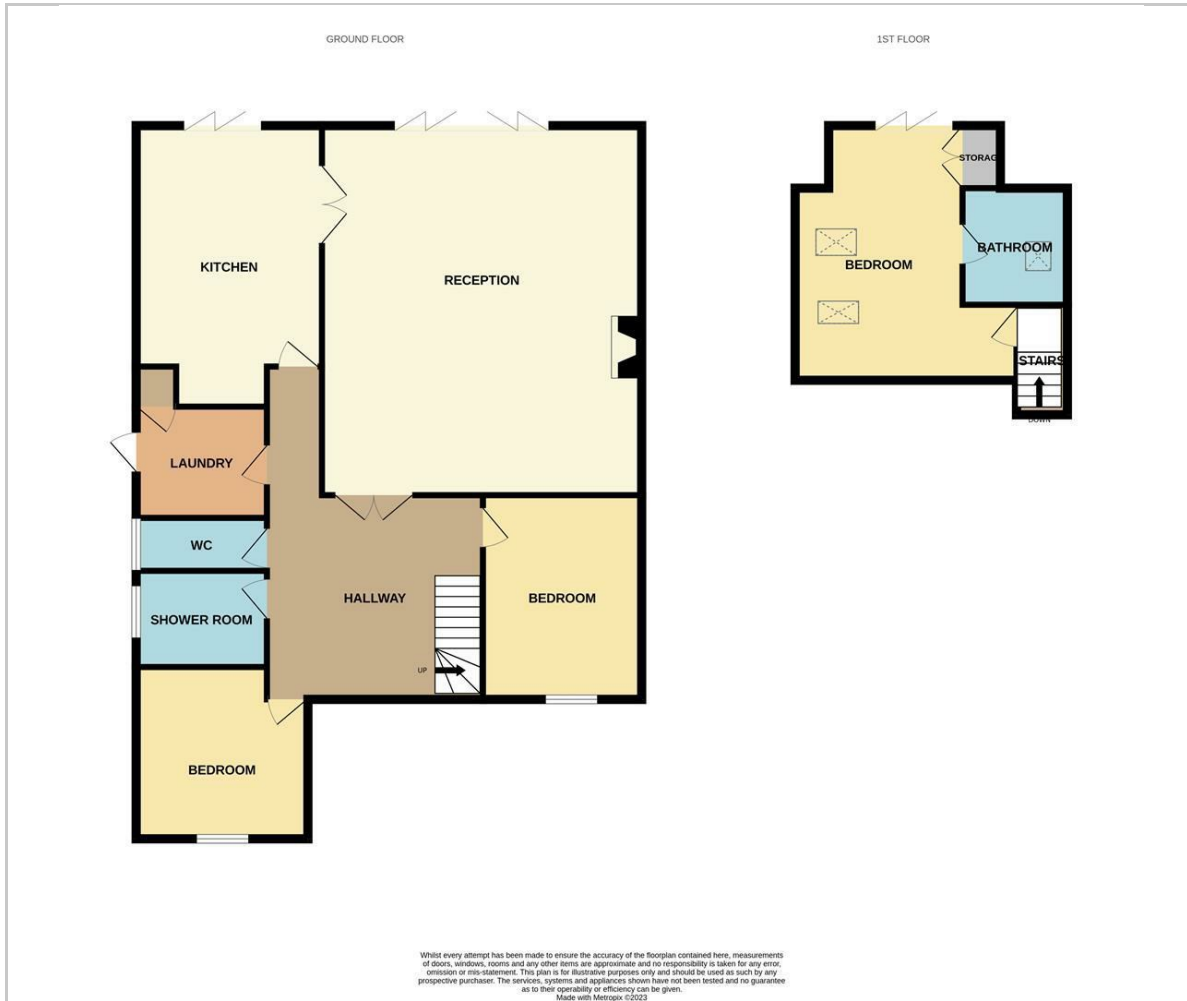 GROUND FLOOR
1ST FLOOR
STORAG
BATHROOM
KITCHEN
BEDROOM
RECEPTION
STAIRS
DOWN
LAUNDRY
WC
HALLWAY
BEDROOM
SHOWER ROOM
UP
BEDROOM
Whilst every attempt has been made to ensure the accuracy of the floorplan contained here, measurements
of doors, windows, rooms and any other items are approximate and no responsibility is taken for any error,
omission or mis-statement. This plan is for illustrative purposes only and should be used as such by any
prospective purchaser. The services, systems and appliances shown have not been tested and no guarantee
as to their operability or efficiency can be given.
Made with Metropix ©2023